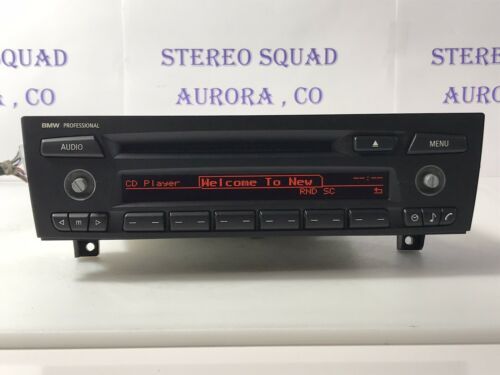 STEREO SQUAD
AURORA , CO
SQUAD
, CO
STEREO
AURORA
BMW PROFESSIONAL
AUDIO
MENU
CD Player
Welcome To New
--:--
RND SC
m